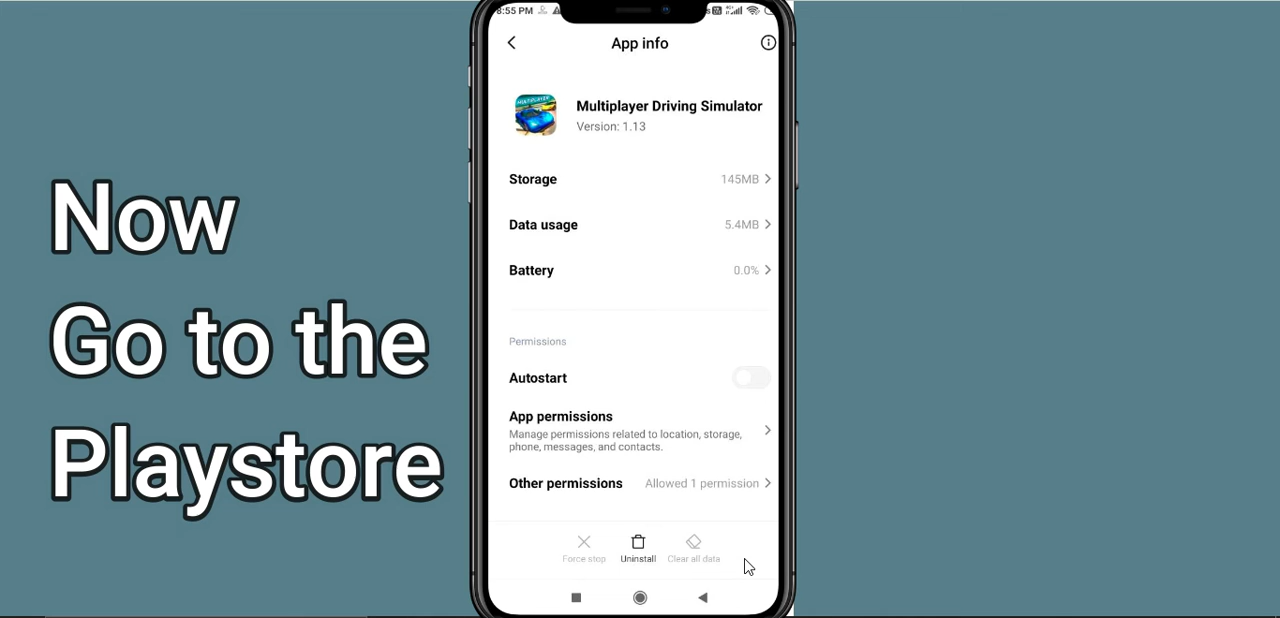 Now
Go to the
Playstore
8:55 PM
App info
MULTIPLAYER
Multiplayer Driving Simulator
Version: 1.13
Storage 145MB
Data usage 5.4MB
Battery 0.0%
Permissions
Autostart
App permissions
Manage permissions related to location, storage,
phone, messages, and contacts.
Other permissions Allowed 1 permission
Force stop Uninstall Clear all data